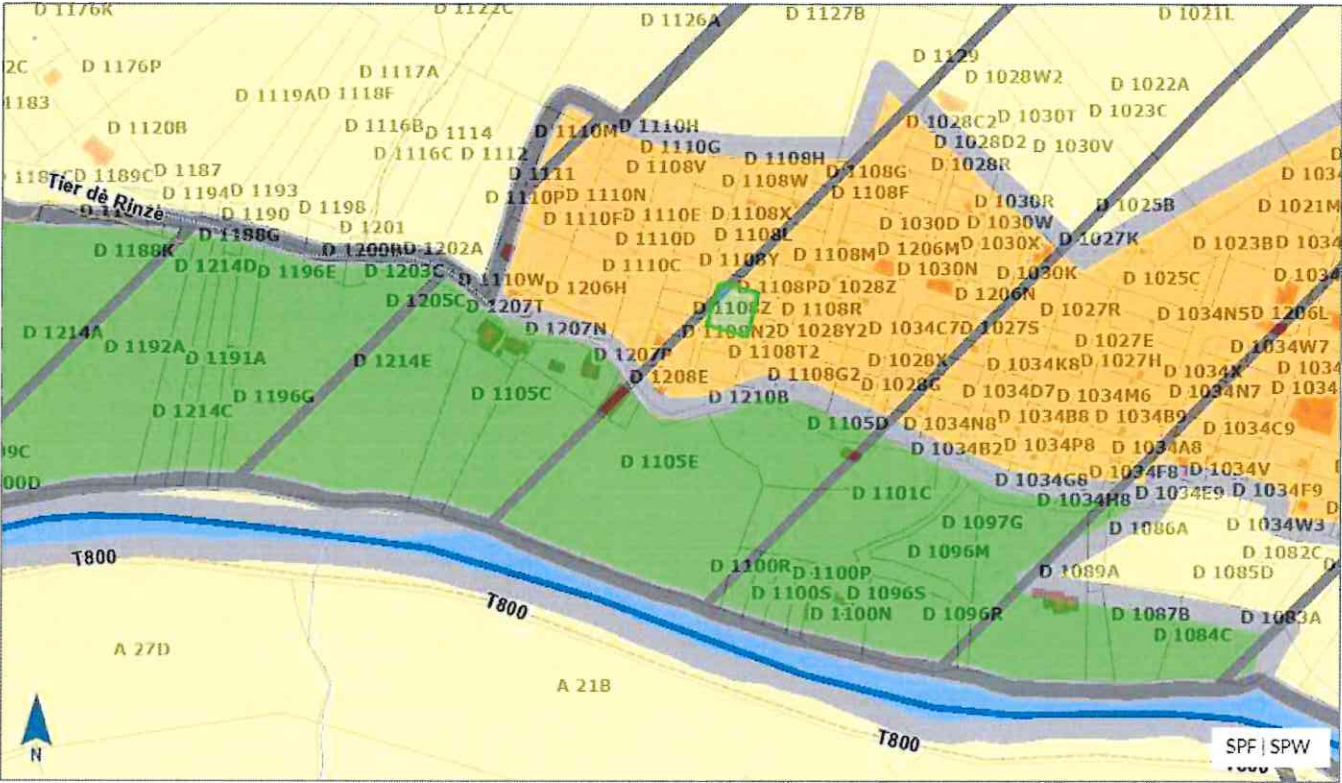 D 1176K
D 1122C
D 1126A
D 1127B
D 1021L
2C
D 1176P
D 1117A
D 1129
D 1028W2
D 1022A
1183
D 1119A
D 1118F
D 1023C
D 1120B
D 1116B
D 1114
D 1110M
D 1110H
D 1028C2
D 1030T
D 1116C
D 1112
D 1110G
D 1108H
D 1028D2
D 1030V
D 1189C
D 1187
D 1111
D 1108V
D 1108W
D 1108G
D 1028R
Tier dè Rinze
D 1194
D 1193
D 1110P
D 1110N
D 1108F
D 1030R
D 1025B
D 1021M
D 1190
D 1198
D 1110F
D 1110E
D 1108X
D 1030D
D 1030W
D 1188G
D 1201
D 1110D
D 1108L
D 1027K
D 1023B
D 1188K
D 1202A
D 1108M
D 1206M
D 1030X
D 1214D
D 1196E
D 1203C
D 1110C
D 1108Y
D 1030N
D 1030K
D 1025C
D 1110W
D 1206H
D 1108P
D 1028Z
D 1206N
D 1205C
D 1207T
D 1108Z
D 1108R
D 1027R
D 1034N5
D 1206L
D 1214A
D 1207N
D 1028Y2
D 1034C7
D 1027S
D 1192A
D 1191A
D 1214E
D 1108T2
D 1027E
D 1034W7
D 1208E
D 1108G2
D 1028X
D 1034K8
D 1027H
D 1034X
D 1196G
D 1105C
D 1210B
D 1028G
D 1034D7
D 1034M6
D 1034N7
D 1214C
D 1105D
D 1034N8
D 1034B8
D 1034B9
D 1034C9
D 1105E
D 1034B2
D 1034P8
D 1034A8
9C
00D
D 1034G8
D 1034F8
D 1034V
D 1101C
D 1034H8
D 1034E9
D 1034F9
D 1097G
D 1086A
D 1034W3
D 1096M
D 1082C
T800
D 1100R
D 1100P
D 1089A
D 1085D
T800
D 1100S
D 1096S
D 1100N
D 1096R
D 1087B
D 1083A
D 1084C
A 27D
A 21B
T800
N
SPF | SPW